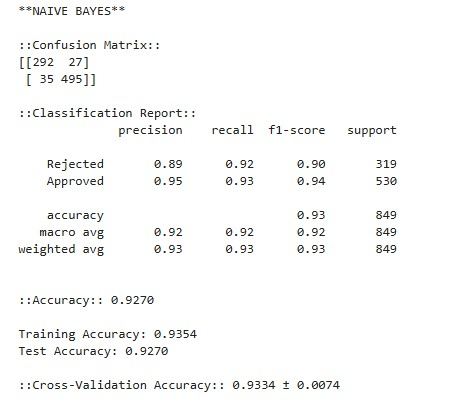 **NAIVE BAYES**
::Confusion Matrix::
[[292  27]
 [ 35 495]]
::Classification Report::
              precision    recall  f1-score   support
    Rejected       0.89      0.92      0.90       319
    Approved       0.95      0.93      0.94       530
    accuracy                           0.93       849
   macro avg       0.92      0.92      0.92       849
weighted avg       0.93      0.93      0.93       849
::Accuracy:: 0.9270
Training Accuracy: 0.9354
Test Accuracy: 0.9270
::Cross-Validation Accuracy:: 0.9334 ± 0.0074